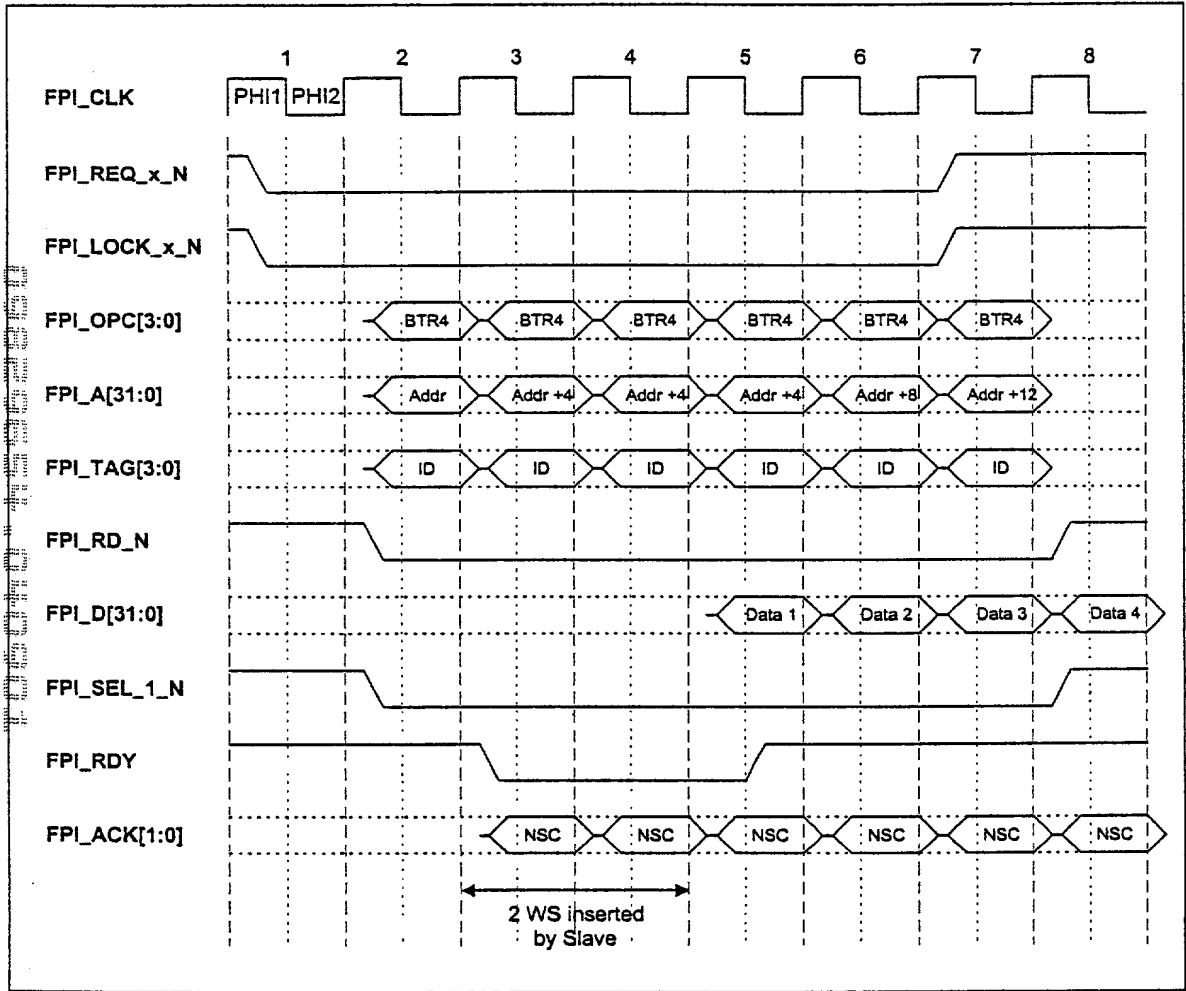 1 2 3 4 5 6 7 8
FPI_CLK PHI1 PHI2
FPI_REQ_x_N
FPI_LOCK_x_N
FPI_OPC[3:0] BTR4 BTR4 BTR4 BTR4 BTR4 BTR4
FPI_A[31:0] Addr Addr +4 Addr +4 Addr +4 Addr +8 Addr +12
FPI_TAG[3:0] ID ID ID ID ID ID
FPI_RD_N
FPI_D[31:0] Data 1 Data 2 Data 3 Data 4
FPI_SEL_1_N
FPI_RDY
FPI_ACK[1:0] NSC NSC NSC NSC NSC NSC
2 WS inserted
by Slave